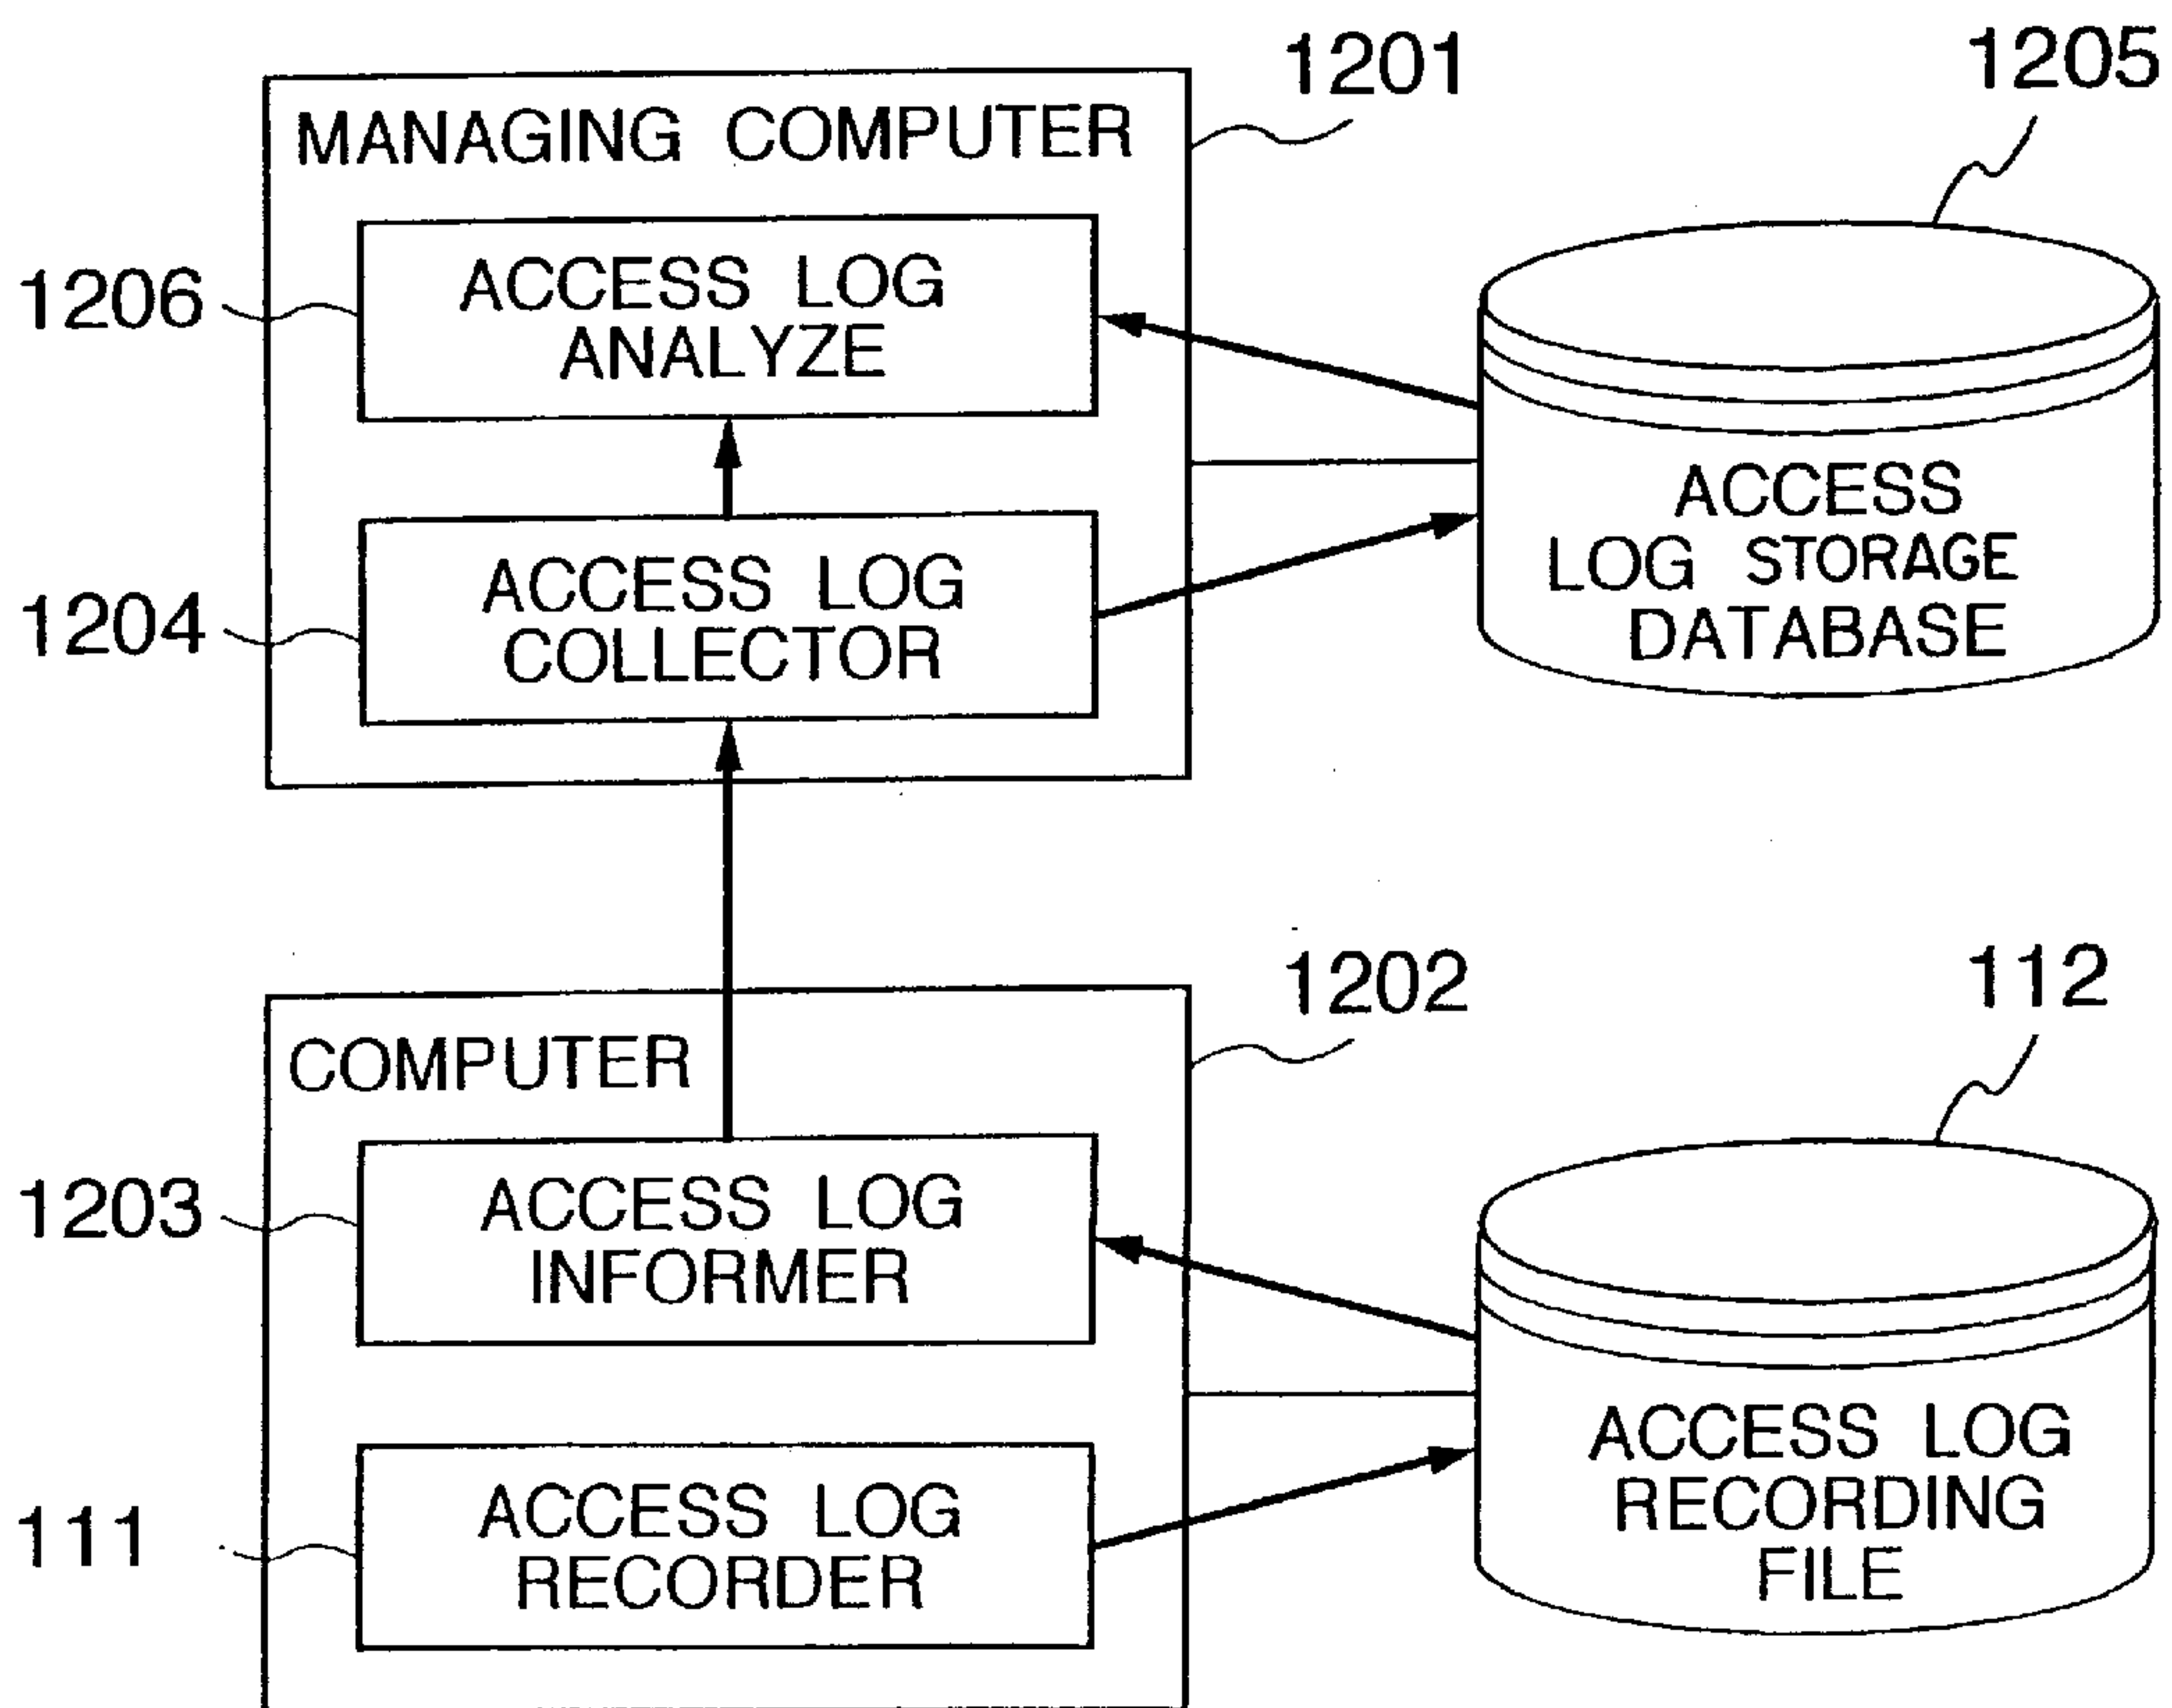 1201
1205
MANAGING COMPUTER
1206
ACCESS LOG
ANALYZE
ACCESS
LOG STORAGE
DATABASE
1204
ACCESS LOG
COLLECTOR
1202
112
COMPUTER
1203
ACCESS LOG
INFORMER
ACCESS LOG
RECORDING
FILE
111
ACCESS LOG
RECORDER